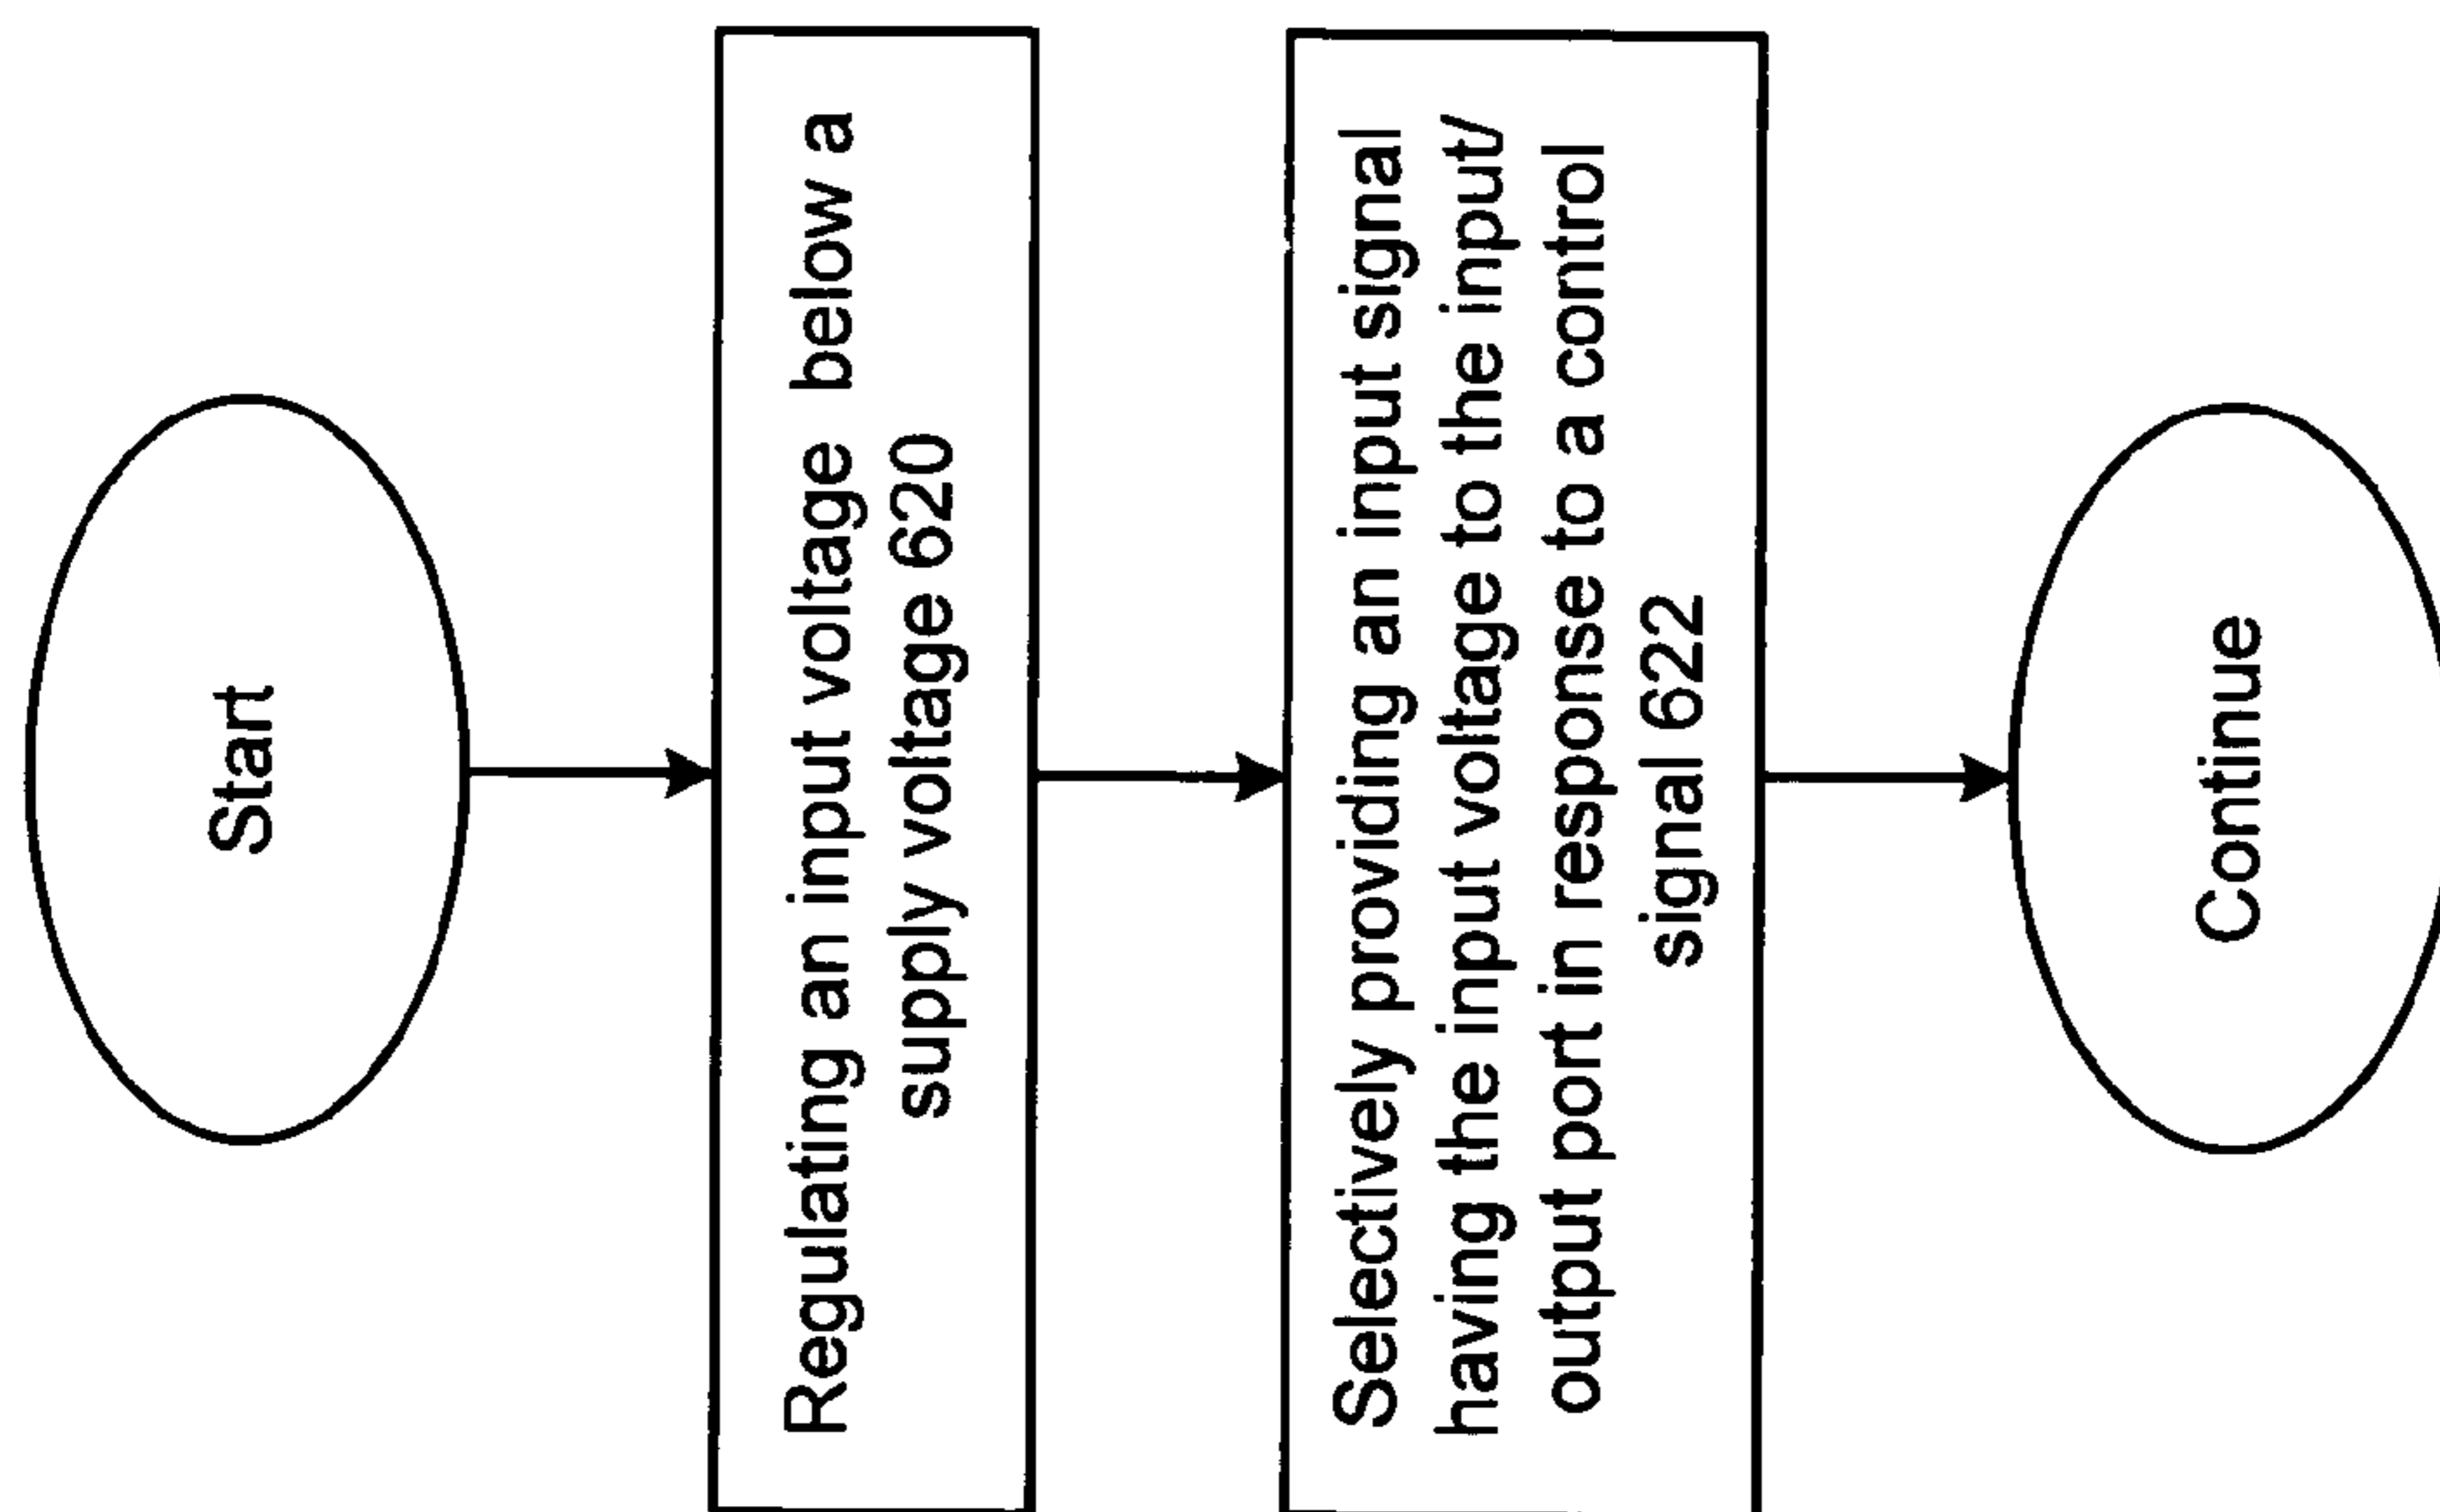 Start
Regulating an input voltage below a
supply voltage 620
Selectively providing an input signal
having the input voltage to the input/
output port in response to a control
signal 622
Continue